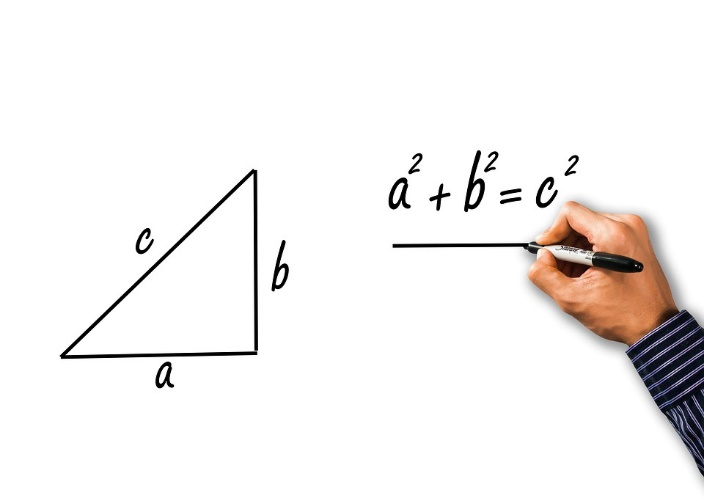 a² + b² = c²
c
b
a